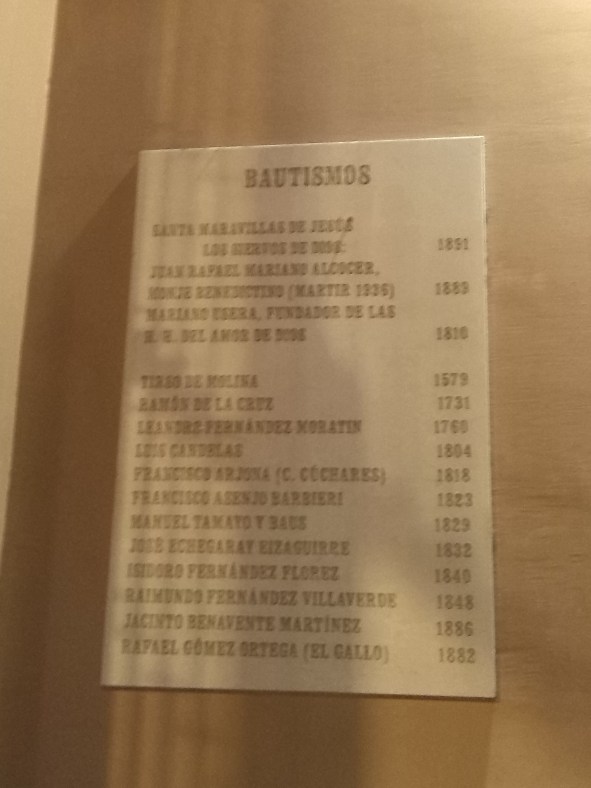 BAUTISMOS
SANTA MARAVILLAS DE JESÚS
LOS SIERVOS DE DIOS: 1891
JUAN RAFAEL MARIANO ALCOCER,
MONJE BENEDICTINO (MARTIR 1936) 1889
MARIANO USERA, FUNDADOR DE LAS
H. H. DEL AMOR DE DIOS 1810
TIRSO DE MOLINA 1579
RAMÓN DE LA CRUZ 1731
LEANDRO FERNÁNDEZ MORATIN 1760
LUIS CANDELAS 1804
FRANCISCO ARJONA (C. CÚCHARES) 1818
FRANCISCO ASENJO BARBIERI 1823
MANUEL TAMAYO Y BAUS 1829
JOSÉ ECHEGARAY EIZAGUIRRE 1832
ISIDORO FERNÁNDEZ FLOREZ 1840
RAIMUNDO FERNÁNDEZ VILLAVERDE 1848
JACINTO BENAVENTE MARTÍNEZ 1886
RAFAEL GÓMEZ ORTEGA (EL GALLO) 1882